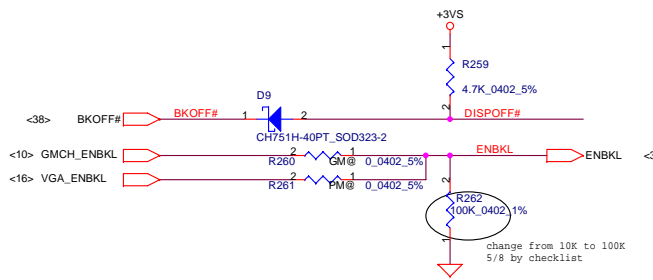 +3VS
1
R259
4.7K_0402_5%
2
D9
<38> BKOFF# BKOFF# 1 2 DISPOFF#
CH751H-40PT_SOD323-2
<10> GMCH_ENBKL 2 1 ENBKL ENBKL
R260 GM@ 0_0402_5%
<16> VGA_ENBKL 2 1
R261 PM@ 0_0402_5%
2
R262
100K_0402_1%
1
change from 10K to 100K
5/8 by checklist